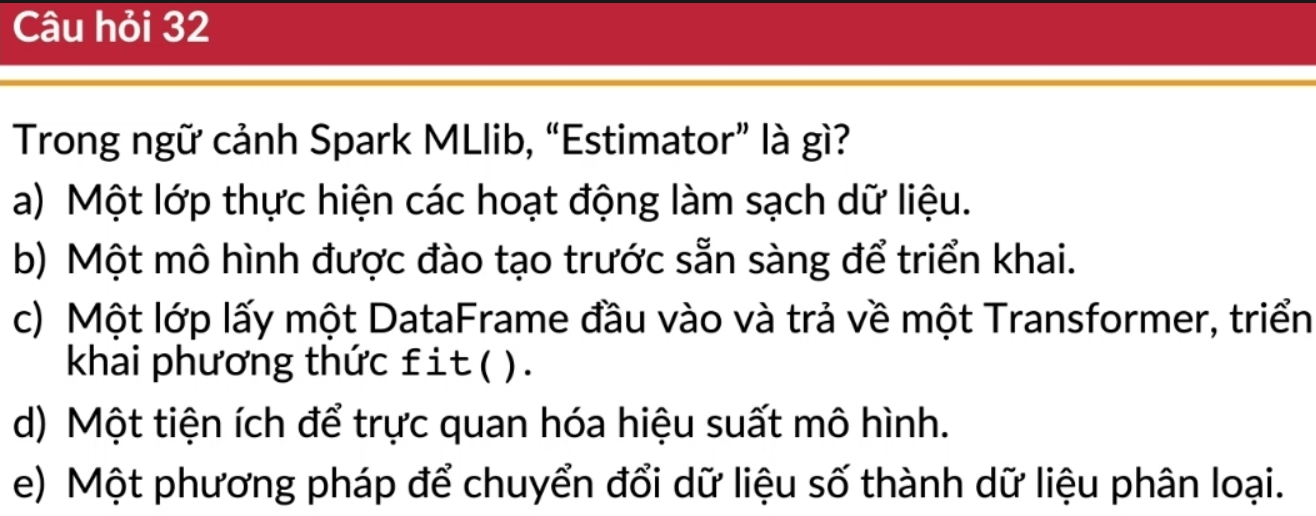 Câu hỏi 32
Trong ngữ cảnh Spark MLlib, “Estimator” là gì?
a) Một lớp thực hiện các hoạt động làm sạch dữ liệu.
b) Một mô hình được đào tạo trước sẵn sàng để triển khai.
c) Một lớp lấy một DataFrame đầu vào và trả về một Transformer, triển
khai phương thức fit().
d) Một tiện ích để trực quan hóa hiệu suất mô hình.
e) Một phương pháp để chuyển đổi dữ liệu số thành dữ liệu phân loại.